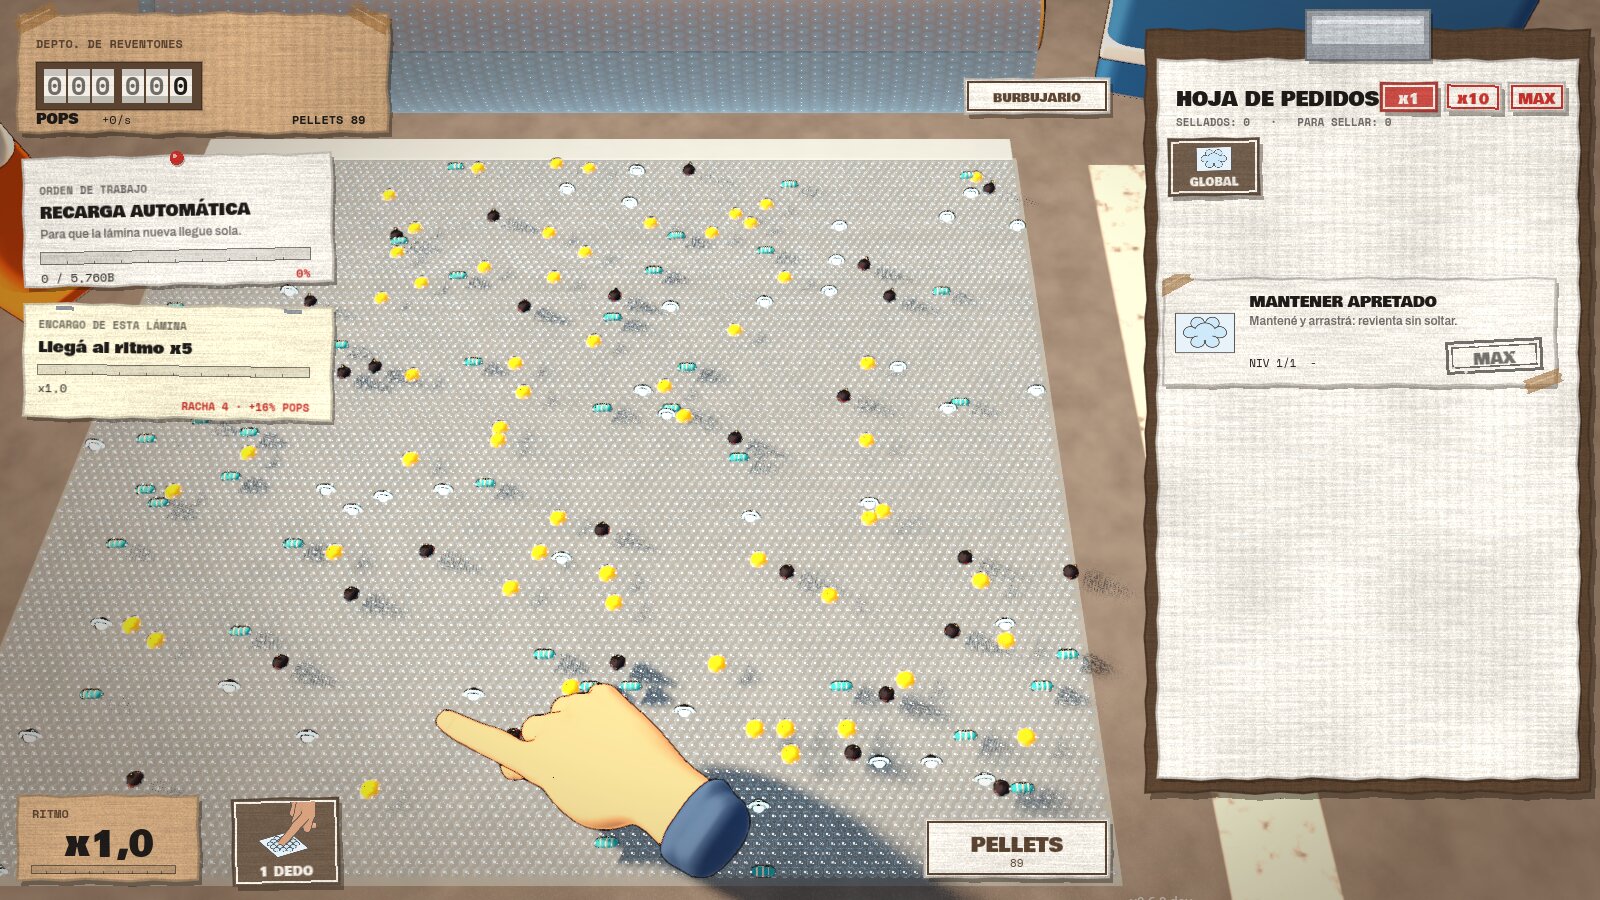 DEPTO. DE REVENTONES
000 000
POPS +0/s PELLETS 89
ORDEN DE TRABAJO
RECARGA AUTOMÁTICA
Para que la lámina nueva llegue sola.
0 / 5.760B 0%
ENCARGO DE ESTA LÁMINA
Llegá al ritmo x5
x1.0
RACHA 4 · +16% POPS
RITMO
x1,0
1 DEDO
BURBUJARIO
PELLETS
89
HOJA DE PEDIDOS x1 x10 MAX
SELLADOS: 0 · PARA SELLAR: 0
GLOBAL
MANTENER APRETADO
Mantené y arrastrá: revienta sin soltar.
NIV 1/1 - MAX